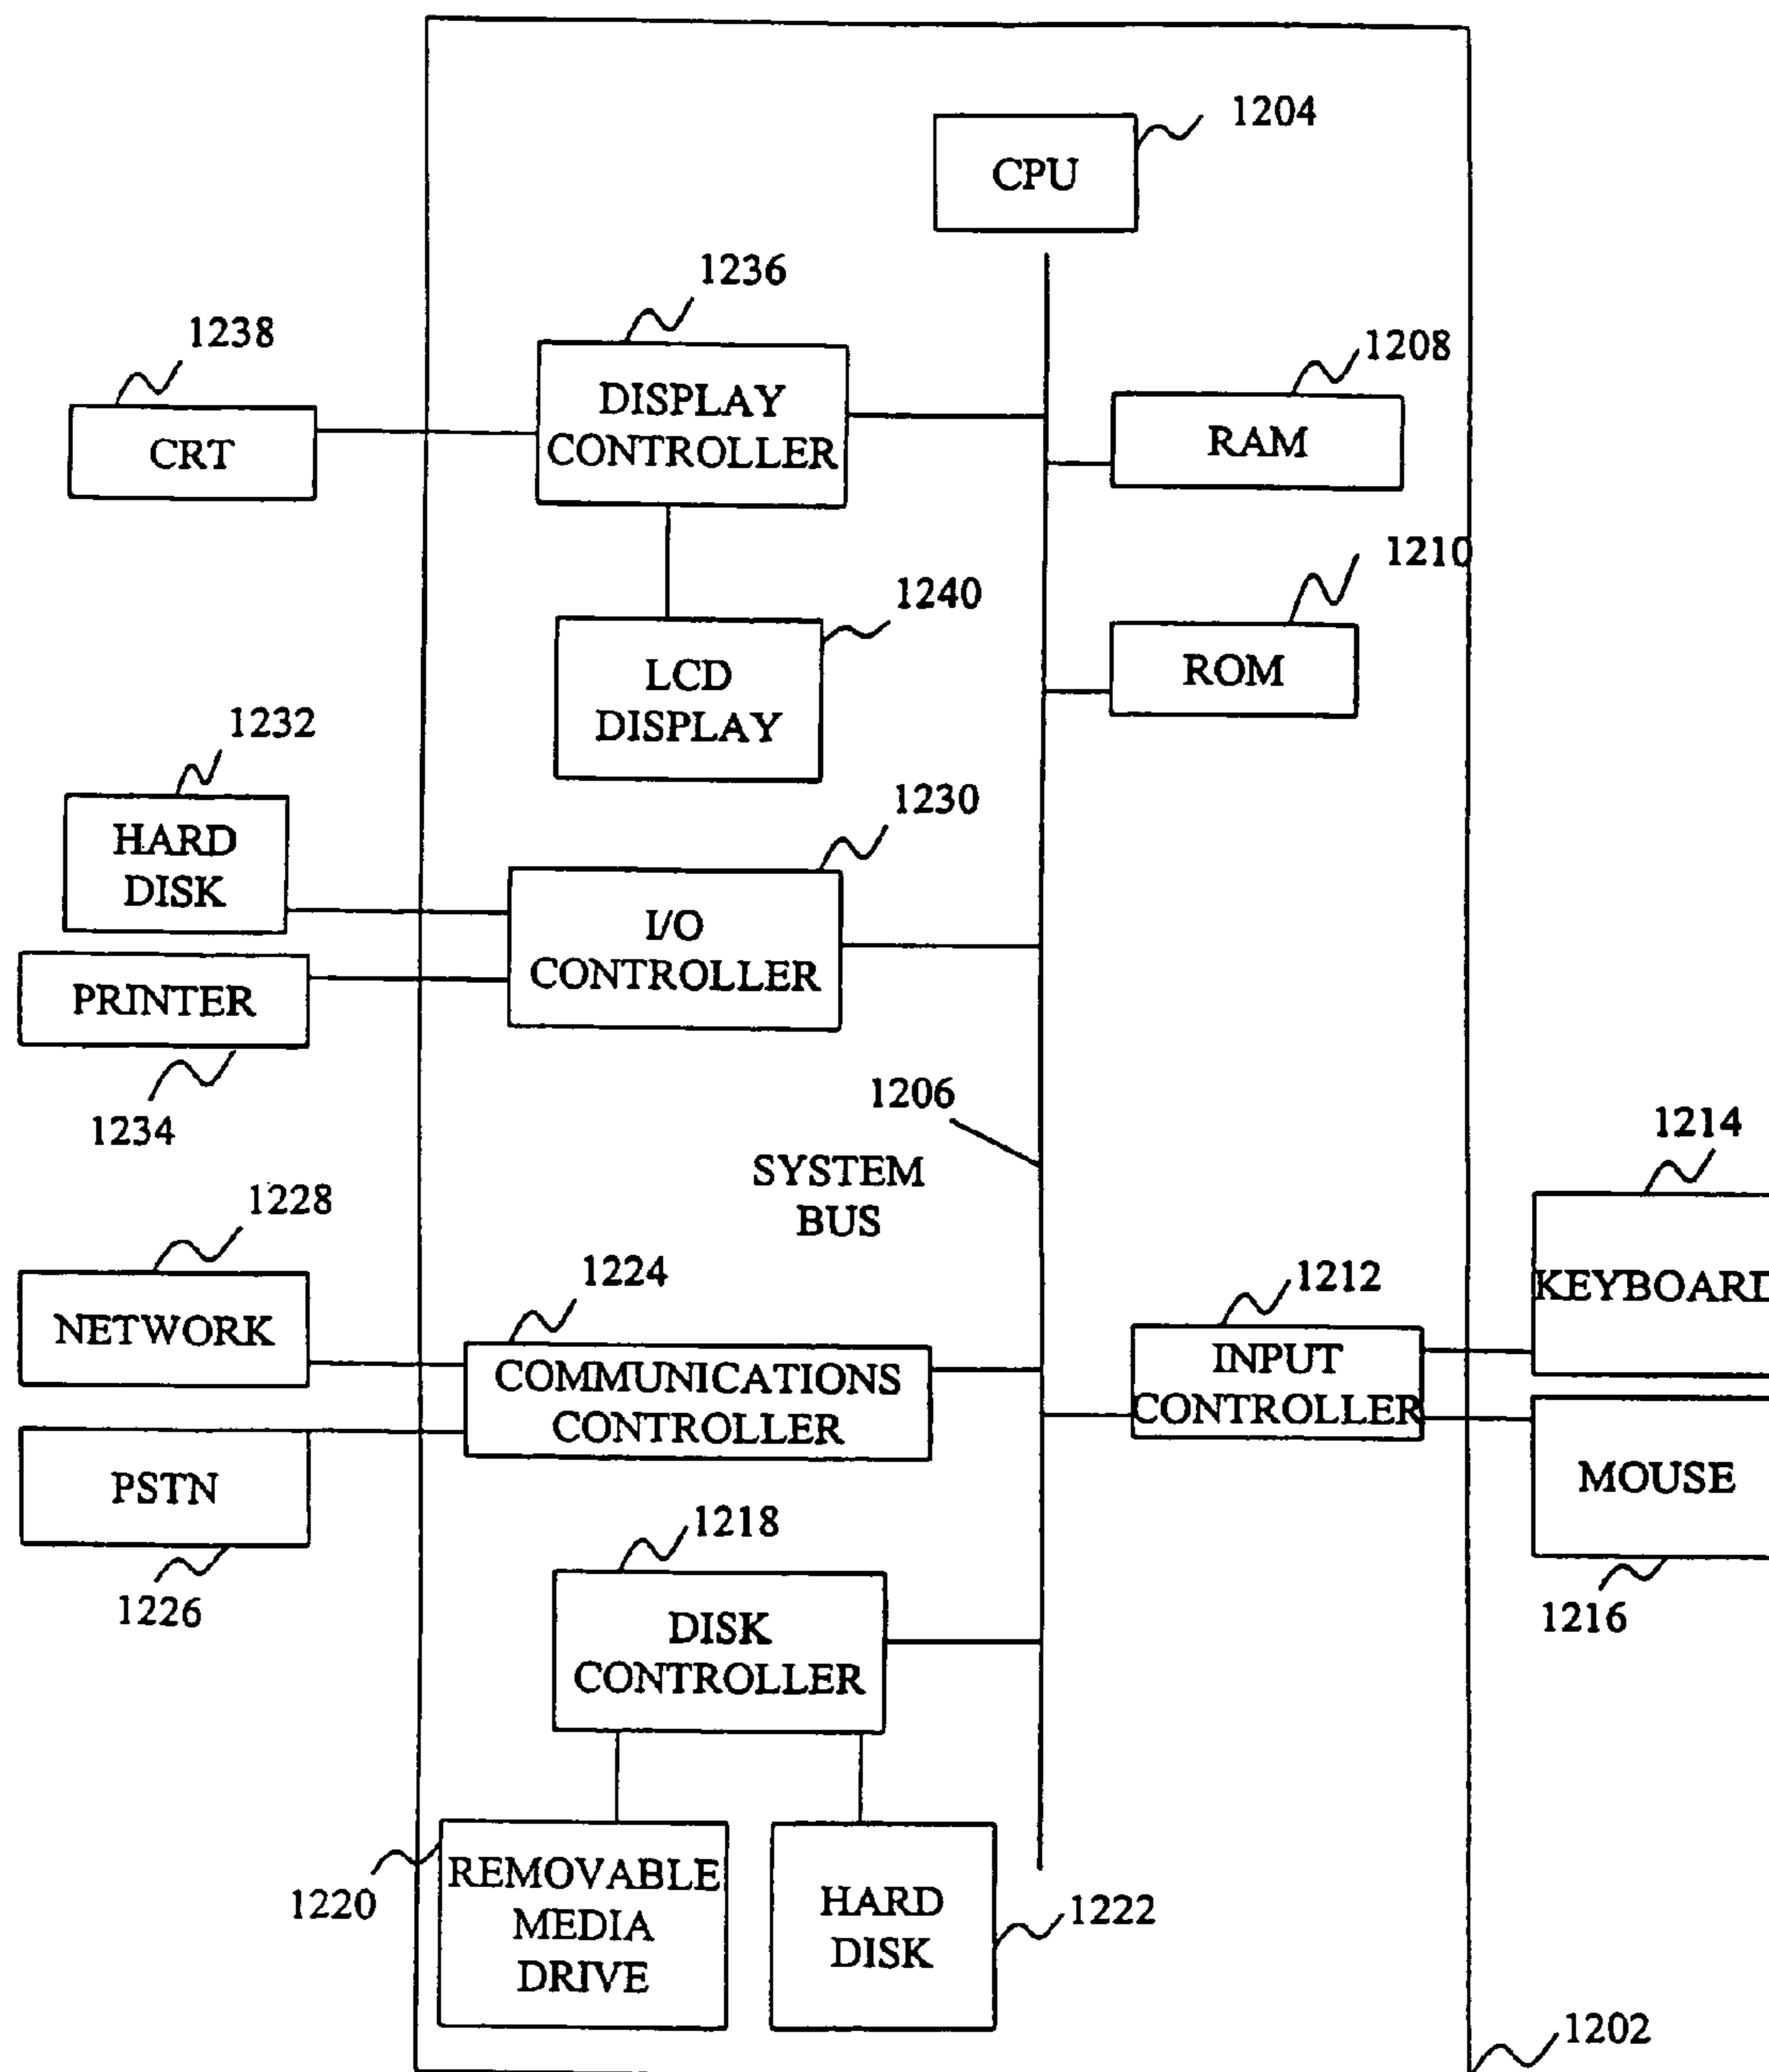 1204
CPU
1236
1238
1208
DISPLAY
CONTROLLER
CRT
RAM
1210
1240
LCD
DISPLAY
ROM
1232
1230
HARD
DISK
I/O
CONTROLLER
PRINTER
1234
1206
SYSTEM
BUS
1214
1228
1224
1212
KEYBOARD
NETWORK
COMMUNICATIONS
CONTROLLER
INPUT
CONTROLLER
PSTN
MOUSE
1218
1226
1216
DISK
CONTROLLER
1220
REMOVABLE
MEDIA
DRIVE
HARD
DISK
1222
1202